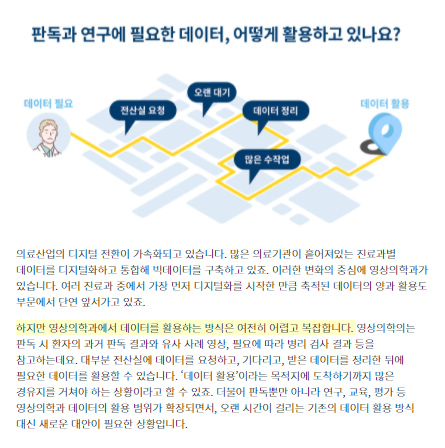 판독과 연구에 필요한 데이터, 어떻게 활용하고 있나요?
데이터 필요
전산실 요청
오랜 대기
데이터 정리
많은 수작업
데이터 활용
의료산업의 디지털 전환이 가속화되고 있습니다. 많은 의료기관이 흩어져있는 진료과별
데이터를 디지털화하고 통합해 빅데이터를 구축하고 있죠. 이러한 변화의 중심에 영상의학과가
있습니다. 여러 진료과 중에서 가장 먼저 디지털화를 시작한 만큼 축적된 데이터의 양과 활용도
부문에서 단연 앞서가고 있죠.
하지만 영상의학과에서 데이터를 활용하는 방식은 여전히 어렵고 복잡합니다. 영상의학의는
판독 시 환자의 과거 판독 결과와 유사 사례 영상, 필요에 따라 병리 검사 결과 등을
참고하는데요. 대부분 전산실에 데이터를 요청하고, 기다리고, 받은 데이터를 정리한 뒤에
필요한 데이터를 활용할 수 있습니다. ‘데이터 활용’이라는 목적지에 도착하기까지 많은
경유지를 거쳐야 하는 상황이라고 할 수 있죠. 더불어 판독뿐만 아니라 연구, 교육, 평가 등
영상의학과 데이터의 활용 범위가 확장되면서, 오랜 시간이 걸리는 기존의 데이터 활용 방식
대신 새로운 대안이 필요한 상황입니다.